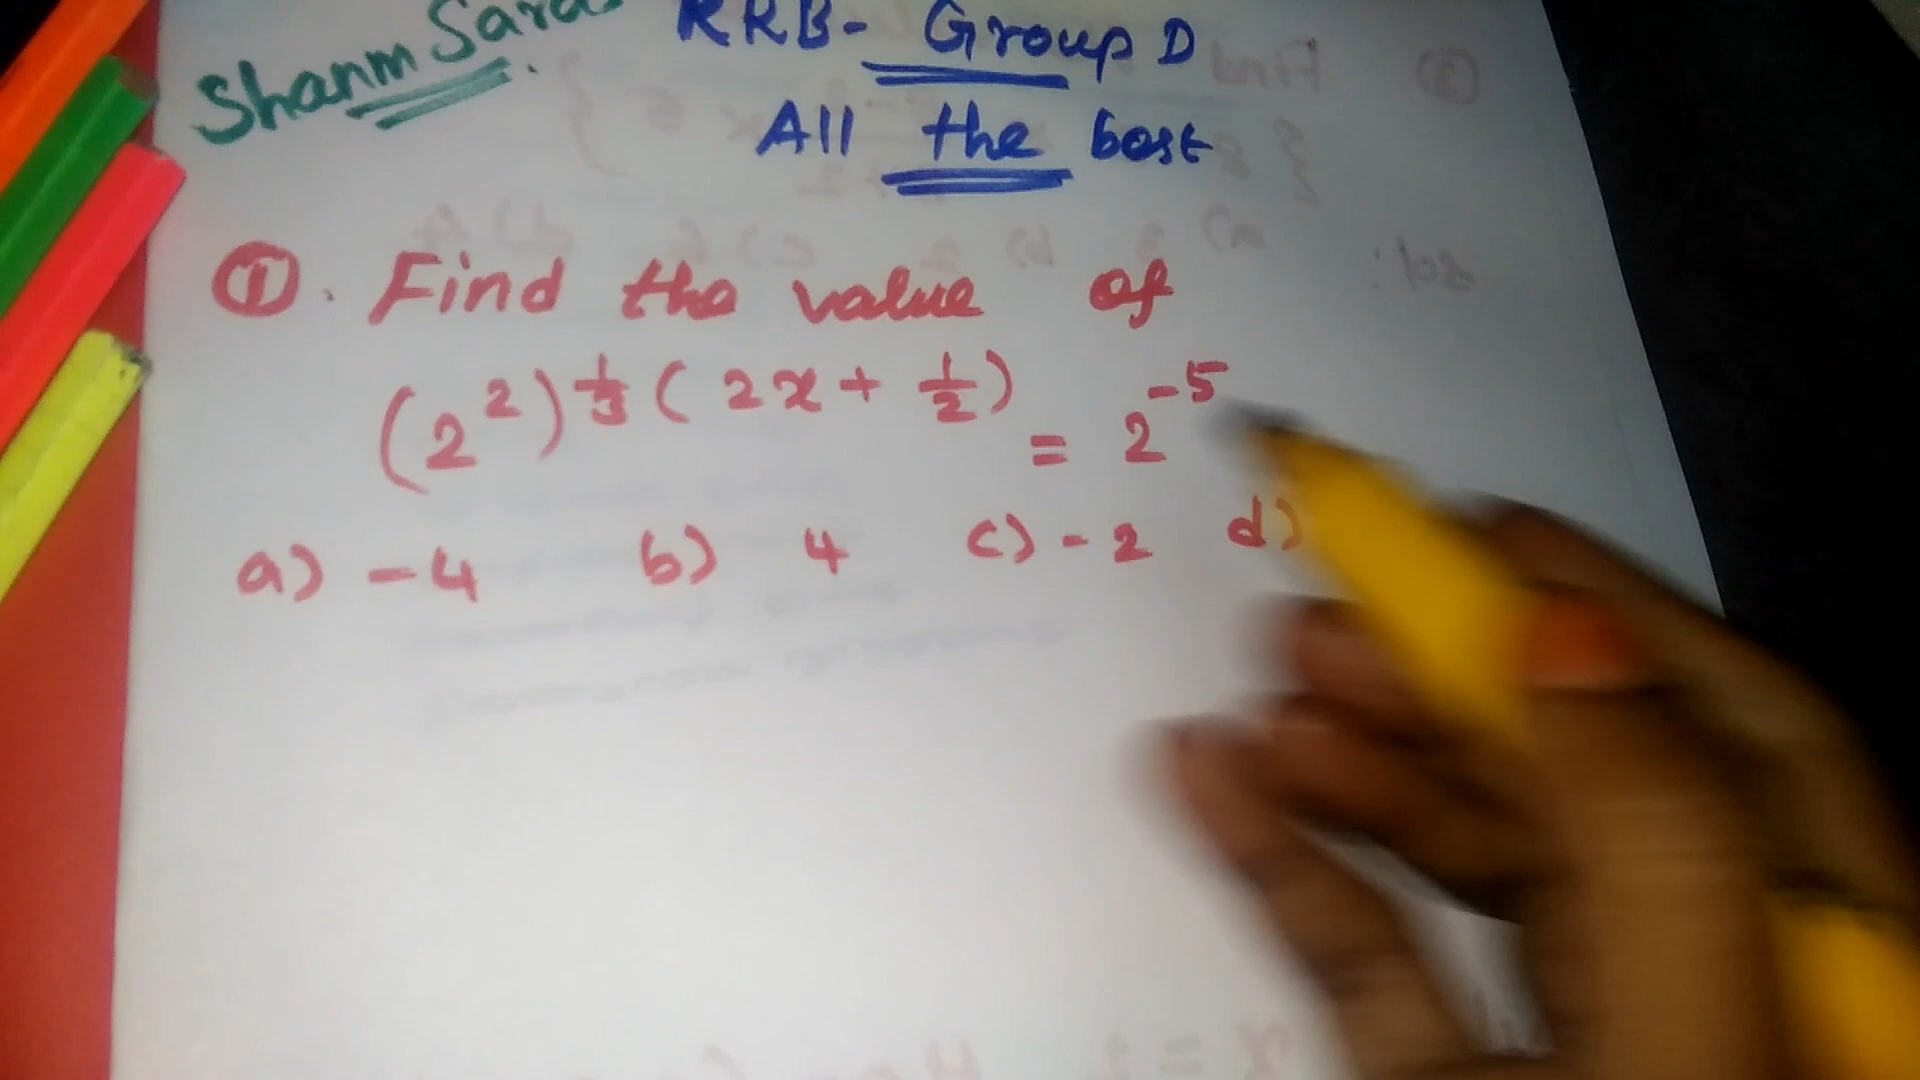 Shanm Sara
RRB- Group D
All the best
①. Find the value of
(2²)^⅓(2x + ½) = 2⁻⁵
a) -4 b) 4 c) -2 d)